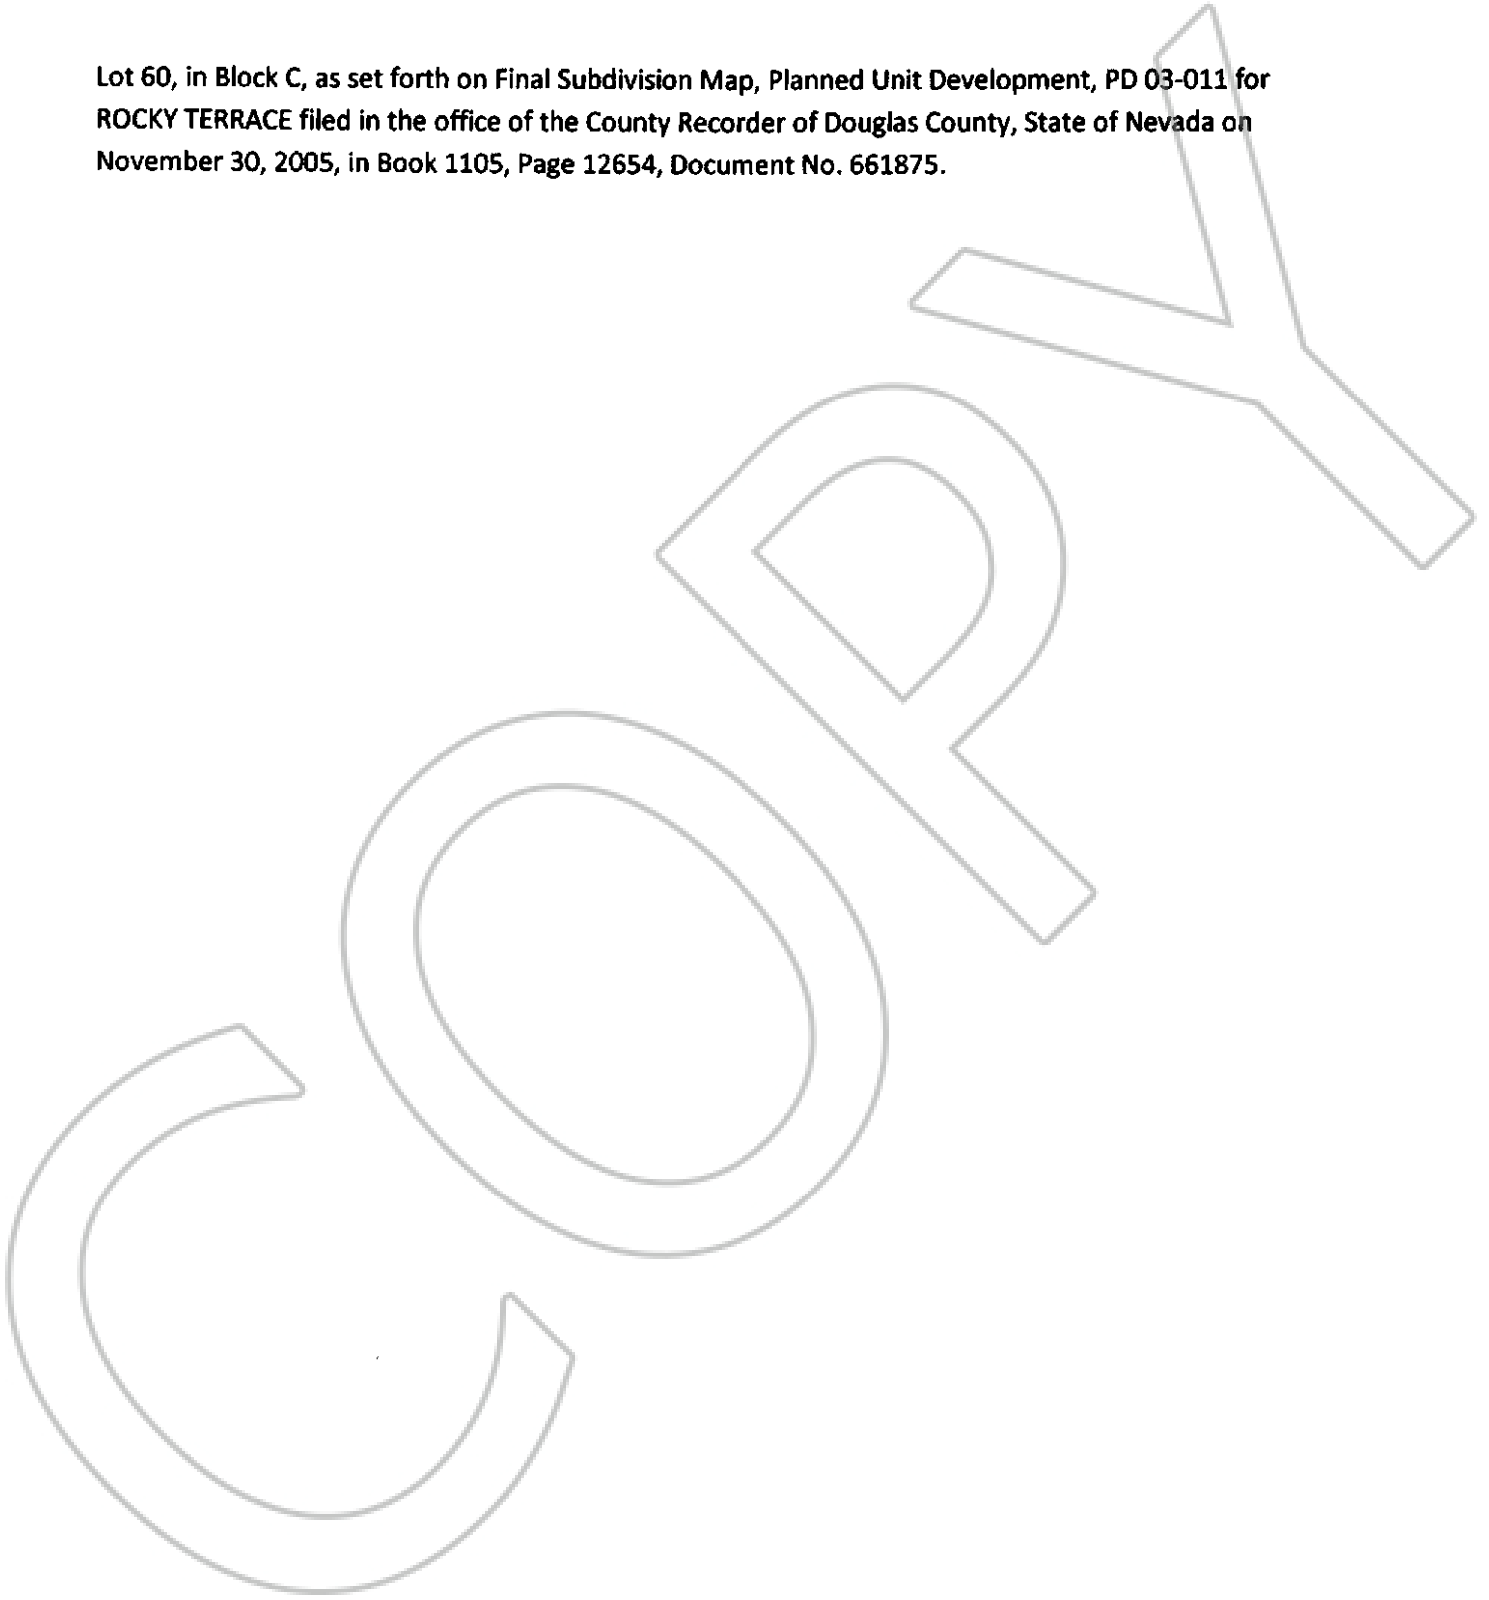 Lot 60, in Block C, as set forth on Final Subdivision Map, Planned Unit Development, PD 03-011 for
ROCKY TERRACE filed in the office of the County Recorder of Douglas County, State of Nevada on
November 30, 2005, in Book 1105, Page 12654, Document No. 661875.
COPY